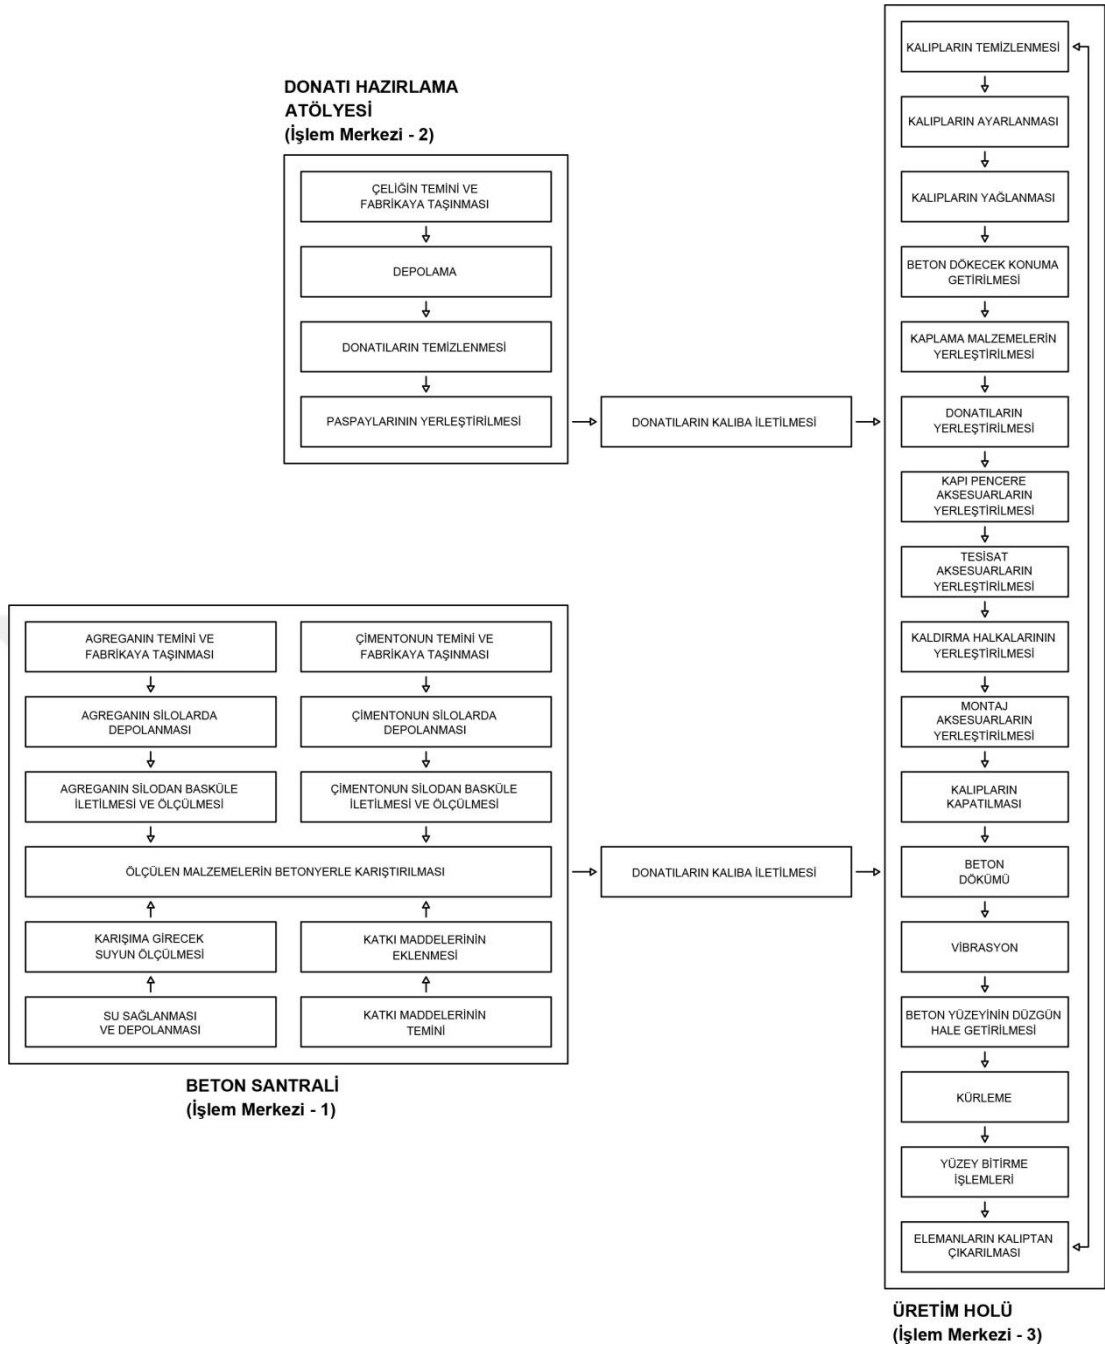 DONATI HAZIRLAMA
ATÖLYESİ
(İşlem Merkezi - 2)
ÇELİĞİN TEMİNİ VE
FABRİKAYA TAŞINMASI
DEPOLAMA
DONATILARIN TEMİZLENMESİ
PASPAYLARININ YERLEŞTİRİLMESİ
DONATILARIN KALIBA İLETİLMESİ
AGREGANIN TEMİNİ VE
FABRİKAYA TAŞINMASI
AGREGANIN SİLOLARDA
DEPOLANMASI
AGREGANIN SİLODAN BASKÜLE
İLETİLMESİ VE ÖLÇÜLMESİ
ÇİMENTONUN TEMİNİ VE
FABRİKAYA TAŞINMASI
ÇİMENTONUN SİLOLARDA
DEPOLANMASI
ÇİMENTONUN SİLODAN BASKÜLE
İLETİLMESİ VE ÖLÇÜLMESİ
ÖLÇÜLEN MALZEMELERİN BETONYERLE KARIŞTIRILMASI
KARIŞIMA GİRECEK
SUYUN ÖLÇÜLMESİ
SU SAĞLANMASI
VE DEPOLANMASI
KATKI MADDELERİNİN
EKLENMESİ
KATKI MADDELERİNİN
TEMİNİ
BETON SANTRALİ
(İşlem Merkezi - 1)
DONATILARIN KALIBA İLETİLMESİ
KALIPLARIN TEMİZLENMESİ
KALIPLARIN AYARLANMASI
KALIPLARIN YAĞLANMASI
BETON DÖKECEK KONUMA
GETİRİLMESİ
KAPLAMA MALZEMELERİN
YERLEŞTİRİLMESİ
DONATILARIN
YERLEŞTİRİLMESİ
KAPI PENCERE
AKSESUARLARIN
YERLEŞTİRİLMESİ
TESİSAT
AKSESUARLARIN
YERLEŞTİRİLMESİ
KALDIRMA HALKALARININ
YERLEŞTİRİLMESİ
MONTAJ
AKSESUARLARIN
YERLEŞTİRİLMESİ
KALIPLARIN
KAPATILMASI
BETON
DÖKÜMÜ
VİBRASYON
BETON YÜZEYİNİN DÜZGÜN
HALE GETİRİLMESİ
KÜRLEME
YÜZEY BİTİRME
İŞLEMLERİ
ELEMANLARIN KALIPTAN
ÇIKARILMASI
ÜRETİM HOLÜ
(İşlem Merkezi - 3)